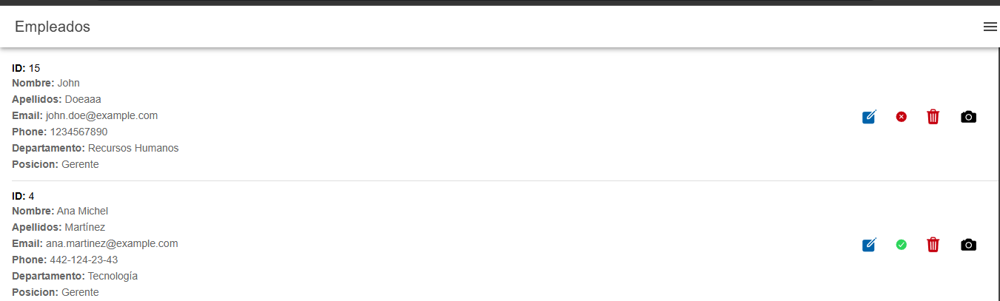 Empleados
ID: 15
Nombre: John
Apellidos: Doeaaa
Email: john.doe@example.com
Phone: 1234567890
Departamento: Recursos Humanos
Posicion: Gerente
ID: 4
Nombre: Ana Michel
Apellidos: Martínez
Email: ana.martinez@example.com
Phone: 442-124-23-43
Departamento: Tecnología
Posicion: Gerente